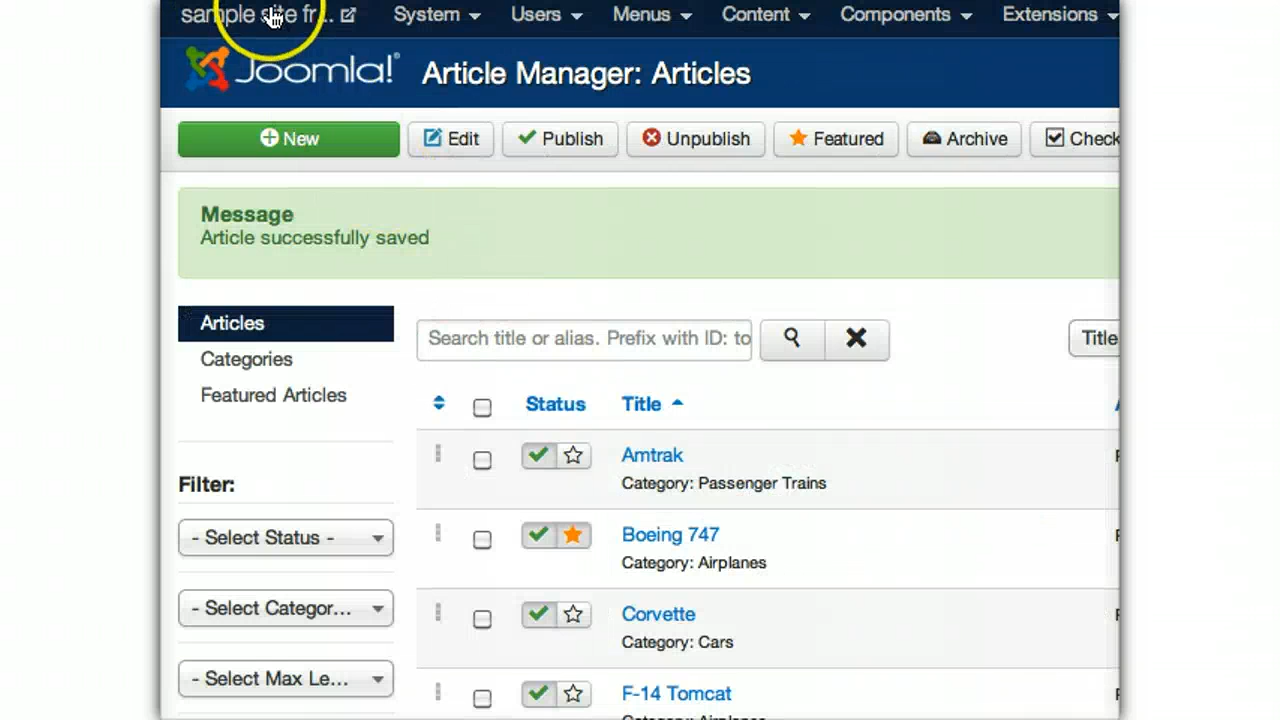 sample site fr... System Users Menus Content Components Extensions
Joomla!® Article Manager: Articles
New Edit Publish Unpublish Featured Archive Check
Message
Article successfully saved
Articles
Categories
Featured Articles
Search title or alias. Prefix with ID: to
Title
Status Title
Amtrak
Category: Passenger Trains
Boeing 747
Category: Airplanes
Corvette
Category: Cars
F-14 Tomcat
Filter:
- Select Status -
- Select Categor...
- Select Max Le...